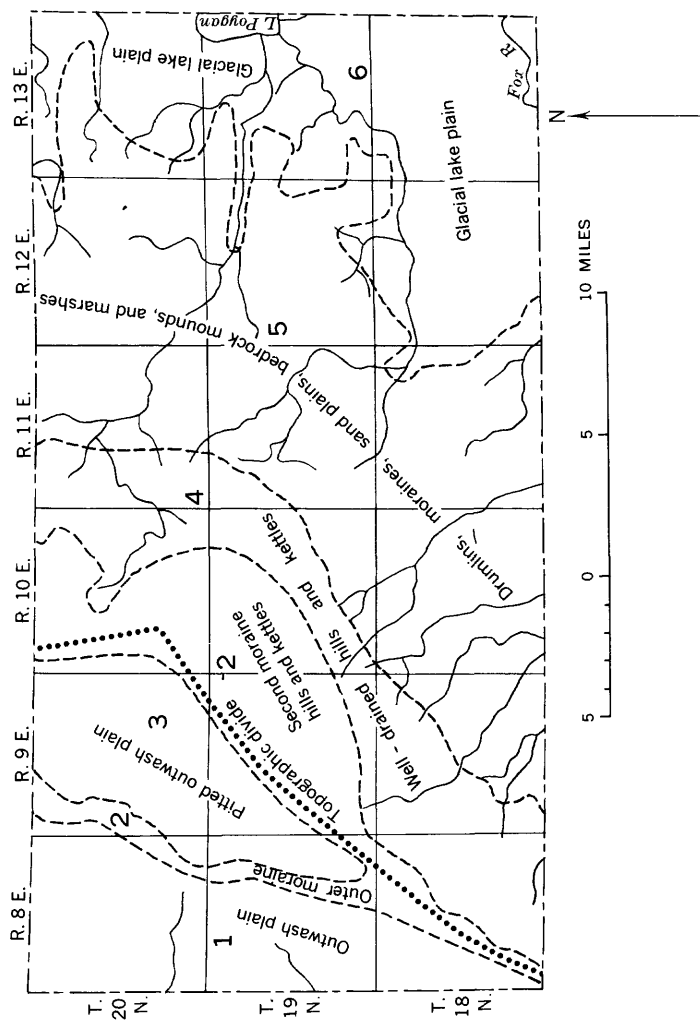 R. 8 E.
R. 9 E.
R. 10 E.
R. 11 E.
R. 12 E.
R. 13 E.
T.
20
N.
T.
19
N.
T.
18
N.
1
Outwash plain
2
Outer moraine
3
Pitted outwash plain
Topographic divide
2
Second moraine
hills and kettles
4
Well-drained hills and kettles
5
Drumlins, moraines, sand plains, bedrock mounds, and marshes
6
Glacial lake plain
L Poygan
Glacial lake plain
Fox R
N
5
0
5
10 MILES